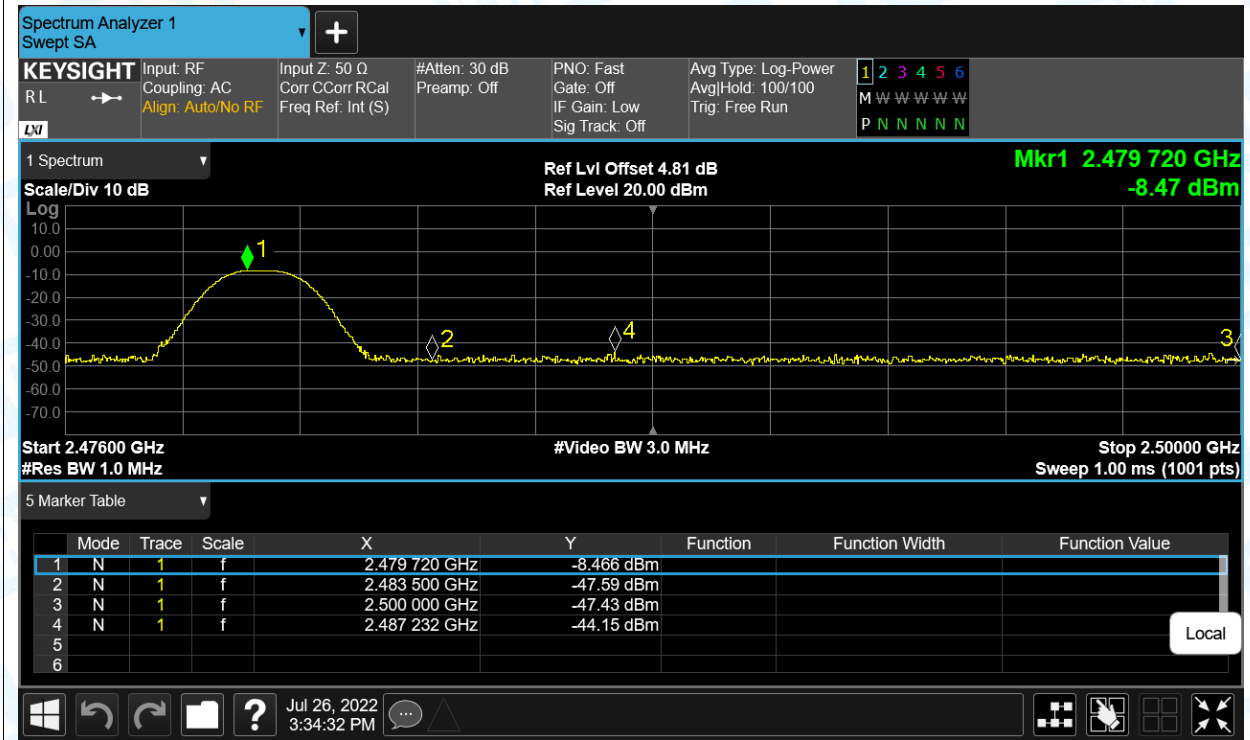 Spectrum Analyzer 1
Swept SA
KEYSIGHT
RL
LXI
Input: RF
Coupling: AC
Align: Auto/No RF
Input Z: 50 Ω
Corr CCorr RCal
Freq Ref: Int (S)
#Atten: 30 dB
Preamp: Off
PNO: Fast
Gate: Off
IF Gain: Low
Sig Track: Off
Avg Type: Log-Power
Avg|Hold: 100/100
Trig: Free Run
1 2 3 4 5 6
M W W W W W W
P N N N N N N
1 Spectrum
Scale/Div 10 dB
Ref Lvl Offset 4.81 dB
Ref Level 20.00 dBm
Mkr1 2.479 720 GHz
-8.47 dBm
Log
10.0
0.00
-10.0
-20.0
-30.0
-40.0
-50.0
-60.0
-70.0
1
2
4
3
Start 2.47600 GHz
#Video BW 3.0 MHz
Stop 2.50000 GHz
#Res BW 1.0 MHz
Sweep 1.00 ms (1001 pts)
5 Marker Table
Mode Trace Scale X Y Function Function Width Function Value
1 N 1 f 2.479 720 GHz -8.466 dBm
2 N 1 f 2.483 500 GHz -47.59 dBm
3 N 1 f 2.500 000 GHz -47.43 dBm
4 N 1 f 2.487 232 GHz -44.15 dBm
5
6
Local
?
Jul 26, 2022
3:34:32 PM